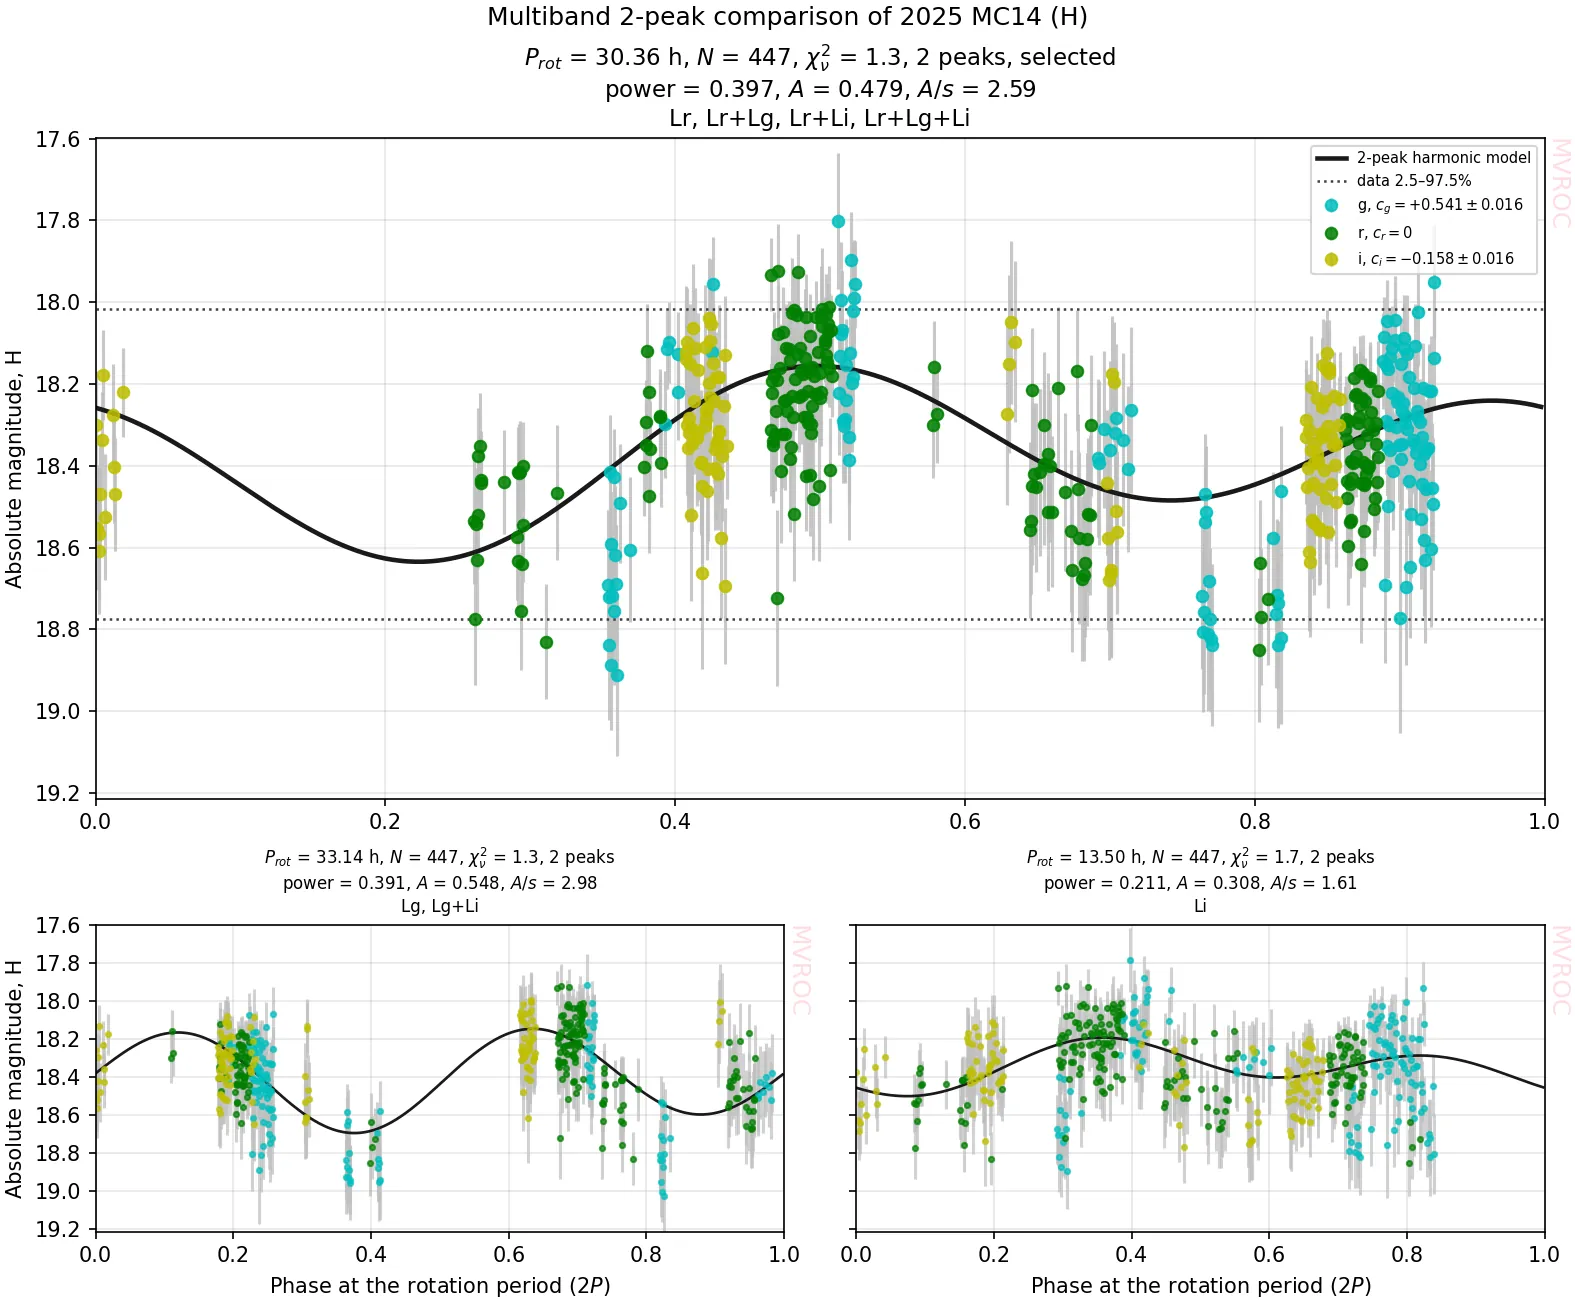 Multiband 2-peak comparison of 2025 MC14 (H)
P_rot = 30.36 h, N = 447, χ²_ν = 1.3, 2 peaks, selected
power = 0.397, A = 0.479, A/s = 2.59
Lr, Lr+Lg, Lr+Li, Lr+Lg+Li
17.6
17.8
18.0
18.2
18.4
18.6
18.8
19.0
19.2
Absolute magnitude, H
2-peak harmonic model
data 2.5–97.5%
g, c_g = +0.541 ± 0.016
r, c_r = 0
i, c_i = −0.158 ± 0.016
MVROC
0.0 0.2 0.4 0.6 0.8 1.0
P_rot = 33.14 h, N = 447, χ²_ν = 1.3, 2 peaks
power = 0.391, A = 0.548, A/s = 2.98
Lg, Lg+Li
17.6
17.8
18.0
18.2
18.4
18.6
18.8
19.0
19.2
Absolute magnitude, H
MVROC
0.0 0.2 0.4 0.6 0.8 1.0
Phase at the rotation period (2P)
P_rot = 13.50 h, N = 447, χ²_ν = 1.7, 2 peaks
power = 0.211, A = 0.308, A/s = 1.61
Li
MVROC
0.0 0.2 0.4 0.6 0.8 1.0
Phase at the rotation period (2P)